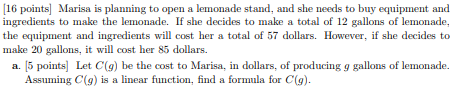 [16 points] Marisa is planning to open a lemonade stand, and she needs to buy equipment and
ingredients to make the lemonade. If she decides to make a total of 12 gallons of lemonade,
the equipment and ingredients will cost her a total of 57 dollars. However, if she decides to
make 20 gallons, it will cost her 85 dollars.
a. [5 points] Let C(g) be the cost to Marisa, in dollars, of producing g gallons of lemonade.
Assuming C(g) is a linear function, find a formula for C(g).